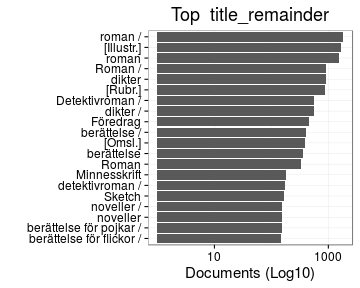 Top title_remainder
roman /
[Illustr.]
roman
Roman /
dikter
[Rubr.]
Detektivroman /
dikter /
Föredrag
berättelse /
[Omsl.]
berättelse
Roman
Minnesskrift
detektivroman /
Sketch
noveller /
noveller
berättelse för pojkar /
berättelse för flickor /
10 1000
Documents (Log10)